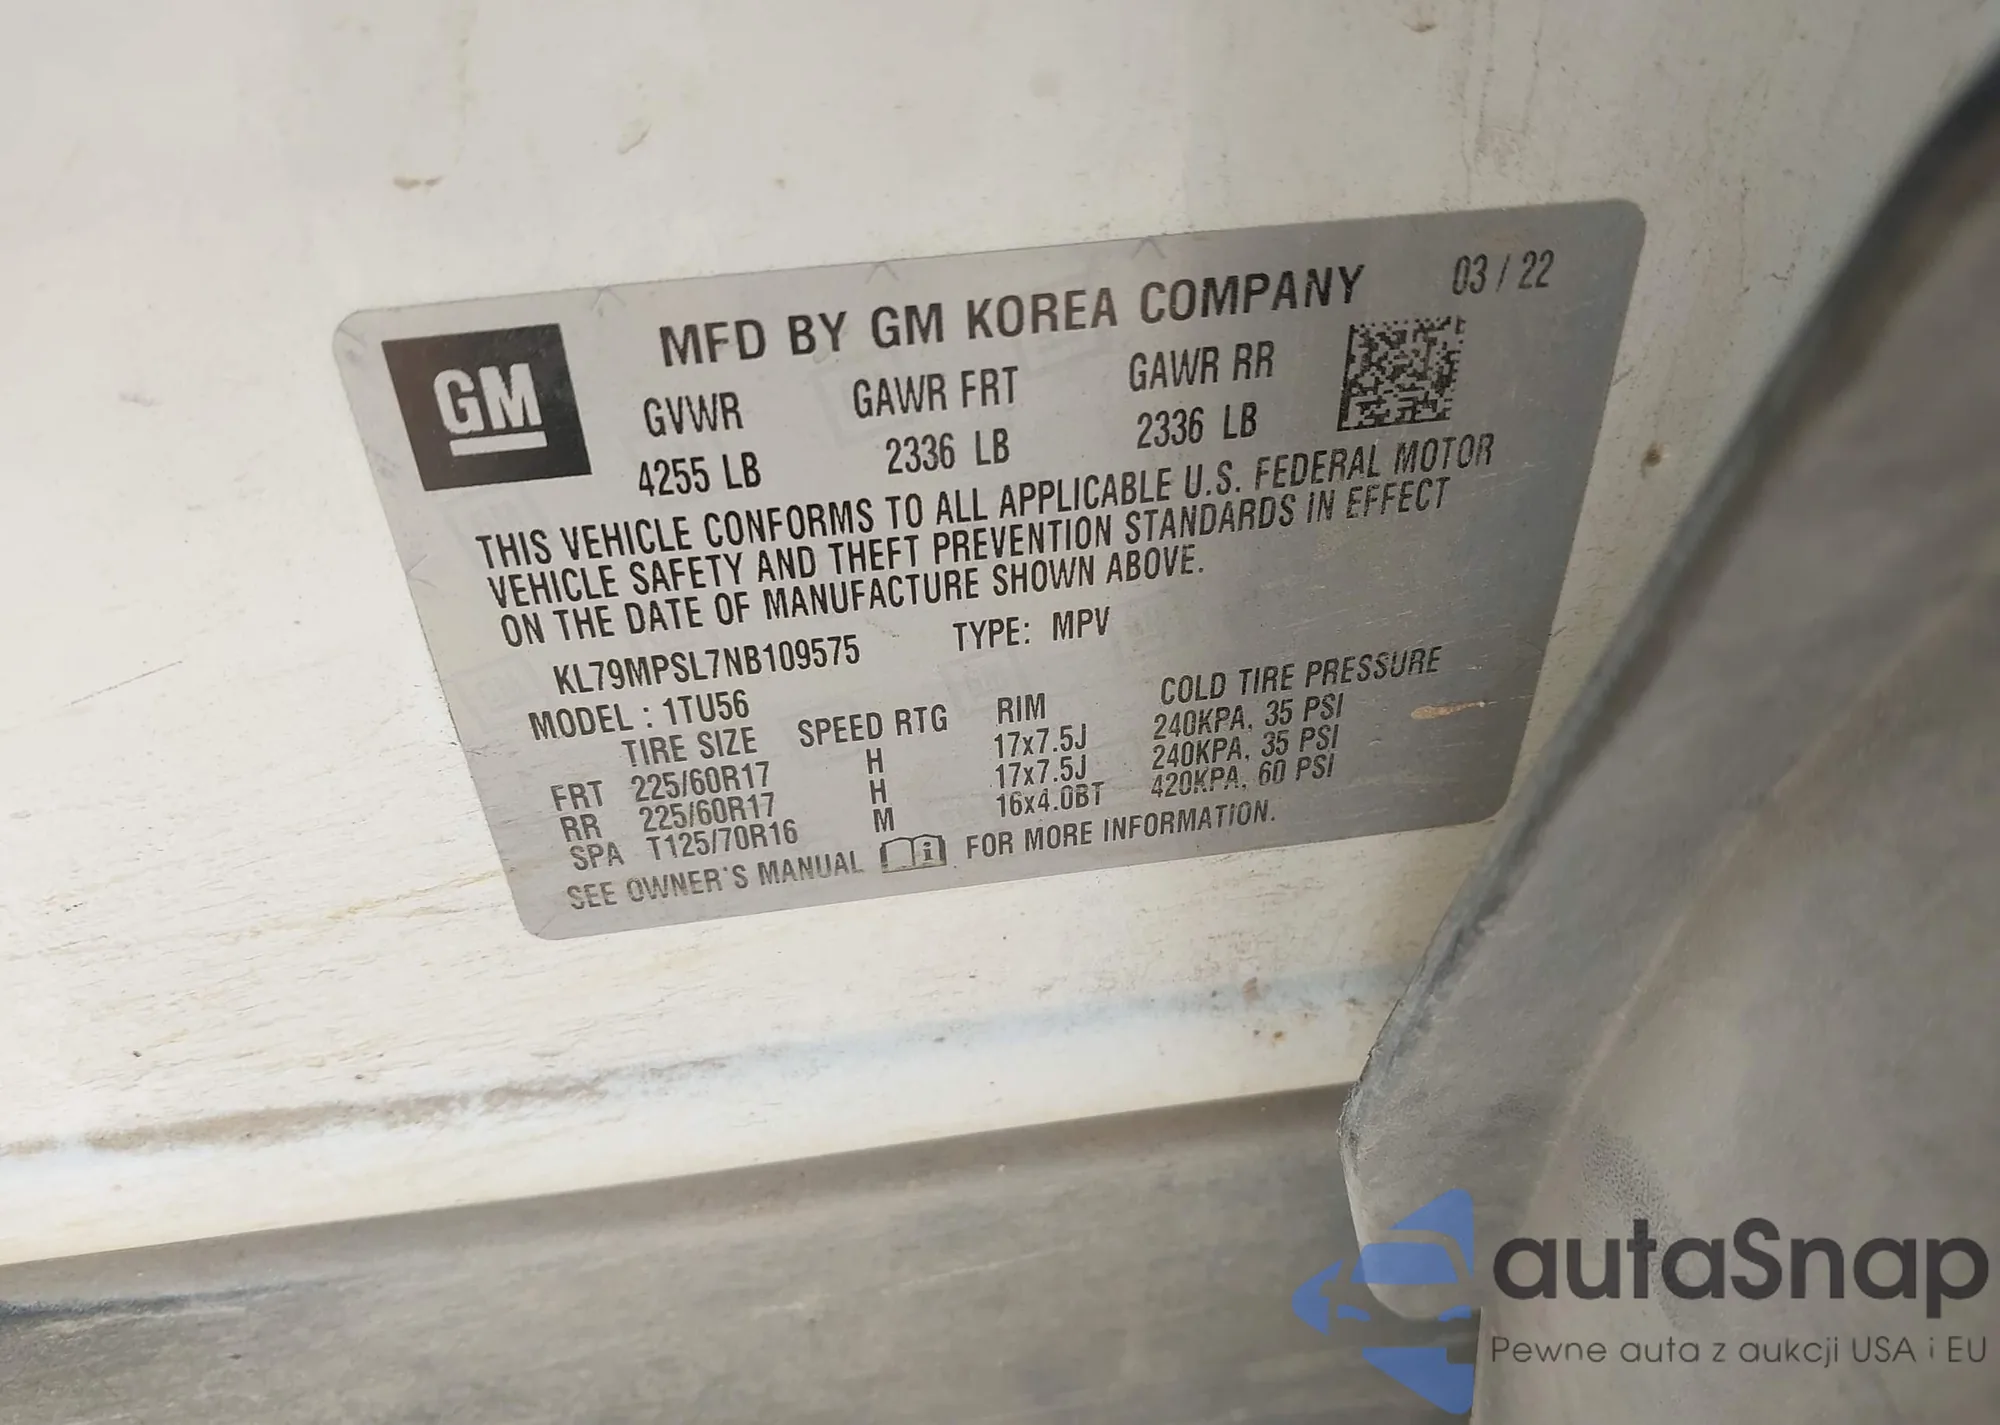 GM
MFD BY GM KOREA COMPANY 03 / 22
GVWR GAWR FRT GAWR RR
4255 LB 2336 LB 2336 LB
THIS VEHICLE CONFORMS TO ALL APPLICABLE U.S. FEDERAL MOTOR
VEHICLE SAFETY AND THEFT PREVENTION STANDARDS IN EFFECT
ON THE DATE OF MANUFACTURE SHOWN ABOVE.
KL79MPSL7NB109575 TYPE: MPV
MODEL : 1TU56
TIRE SIZE SPEED RTG RIM COLD TIRE PRESSURE
FRT 225/60R17 H 17x7.5J 240KPA, 35 PSI
RR 225/60R17 H 17x7.5J 240KPA, 35 PSI
SPA T125/70R16 M 16x4.0BT 420KPA, 60 PSI
SEE OWNER'S MANUAL FOR MORE INFORMATION.
autaSnap
Pewne auta z aukcji USA i EU